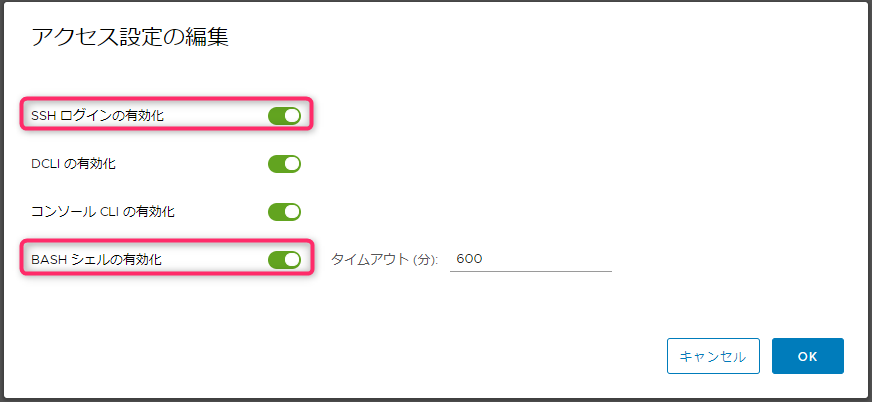 アクセス設定の編集
SSH ログインの有効化
DCLI の有効化
コンソール CLI の有効化
BASH シェルの有効化 タイムアウト (分): 600
キャンセル OK